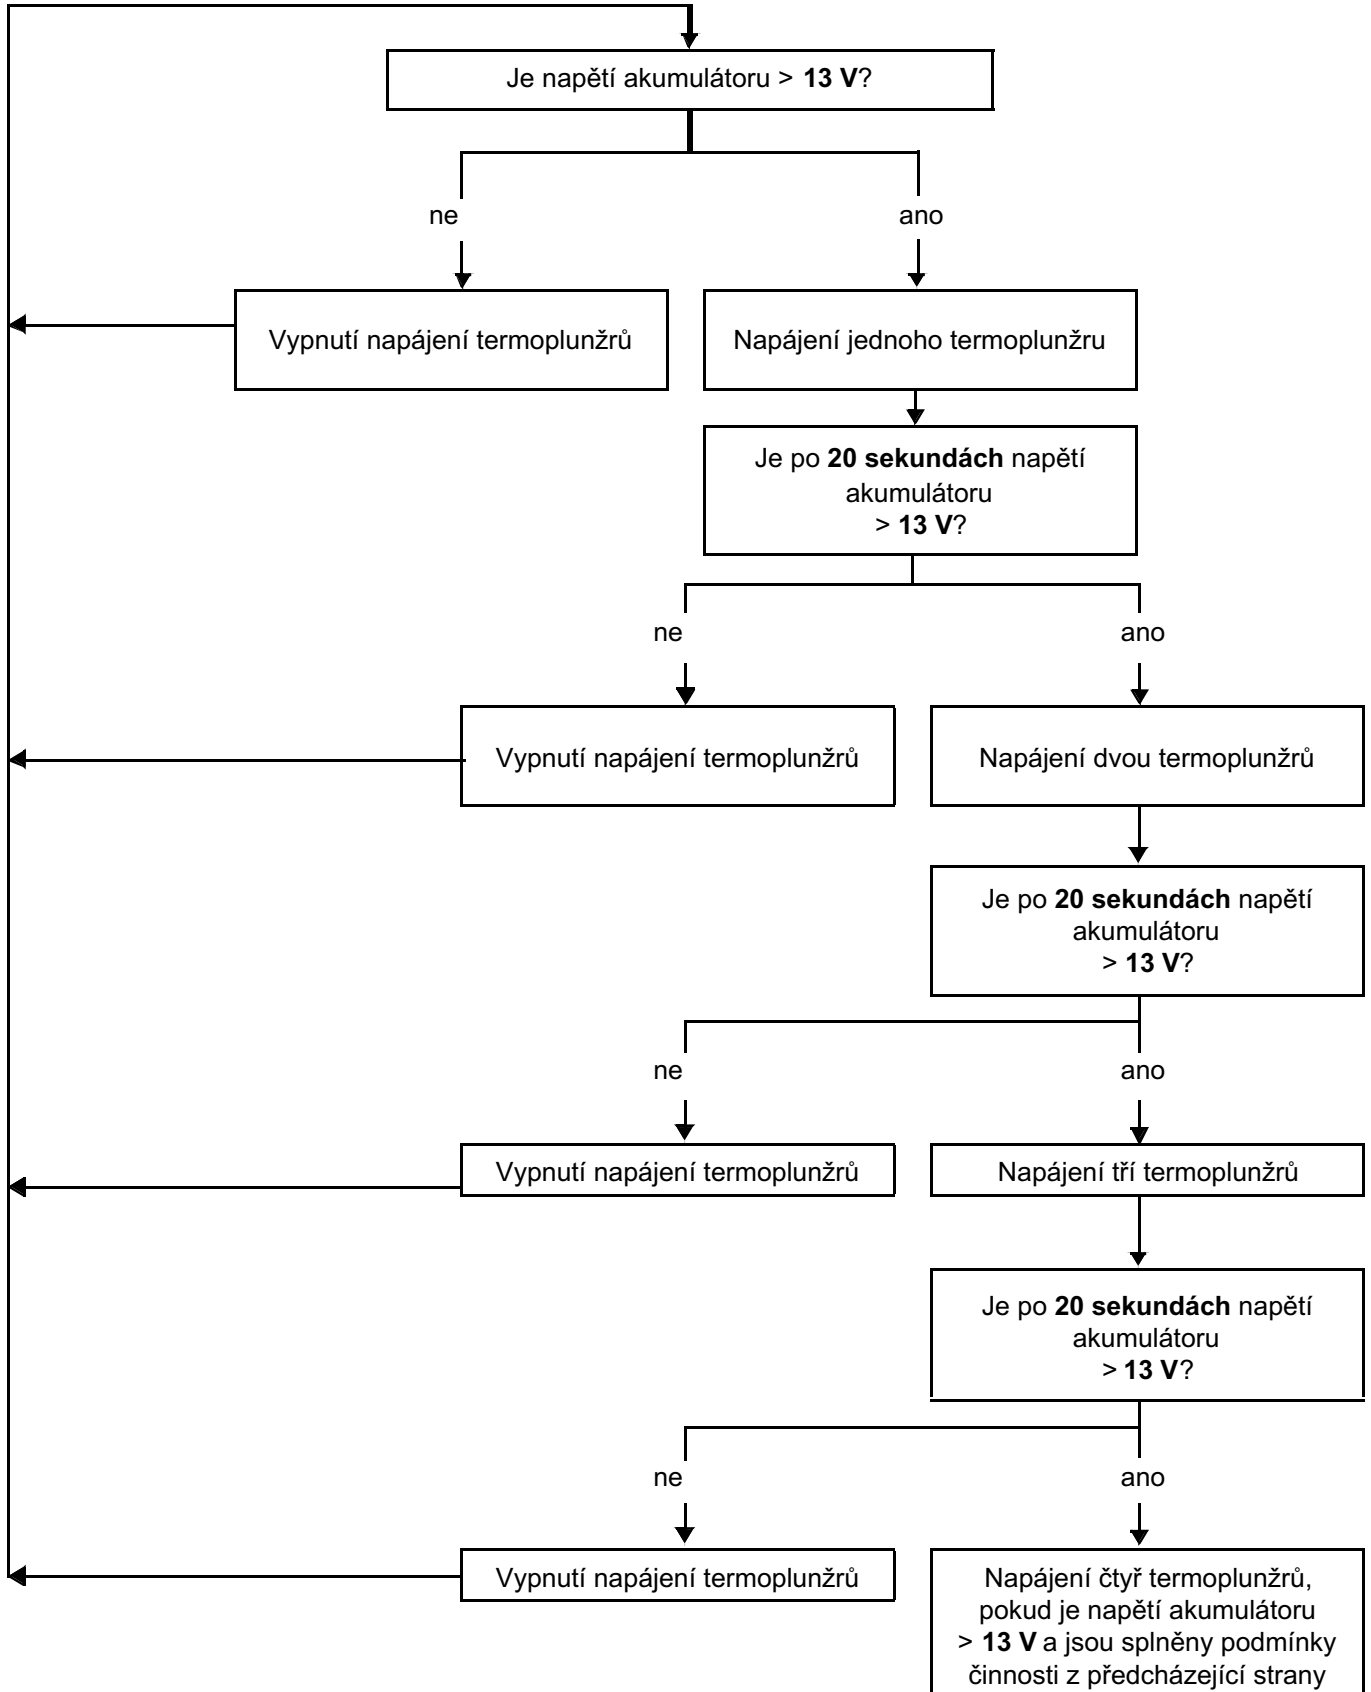 Je napětí akumulátoru > 13 V?
ne
ano
Vypnutí napájení termoplunžrů
Napájení jednoho termoplunžru
Je po 20 sekundách napětí
akumulátoru
> 13 V?
ne
ano
Vypnutí napájení termoplunžrů
Napájení dvou termoplunžrů
Je po 20 sekundách napětí
akumulátoru
> 13 V?
ne
ano
Vypnutí napájení termoplunžrů
Napájení tří termoplunžrů
Je po 20 sekundách napětí
akumulátoru
> 13 V?
ne
ano
Vypnutí napájení termoplunžrů
Napájení čtyř termoplunžrů,
pokud je napětí akumulátoru
> 13 V a jsou splněny podmínky
činnosti z předcházející strany